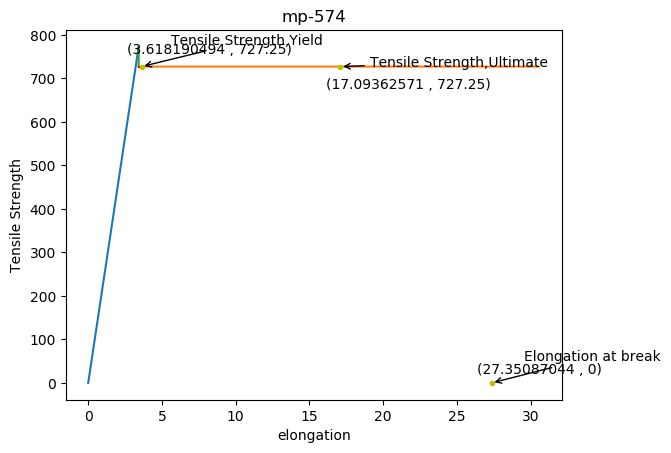 mp-574
800
700
600
500
400
300
200
100
0
Tensile Strength
Tensile Strength,Yield
(3.618190494 , 727.25)
Tensile Strength,Ultimate
(17.09362571 , 727.25)
Elongation at break
(27.35087044 , 0)
0 5 10 15 20 25 30
elongation